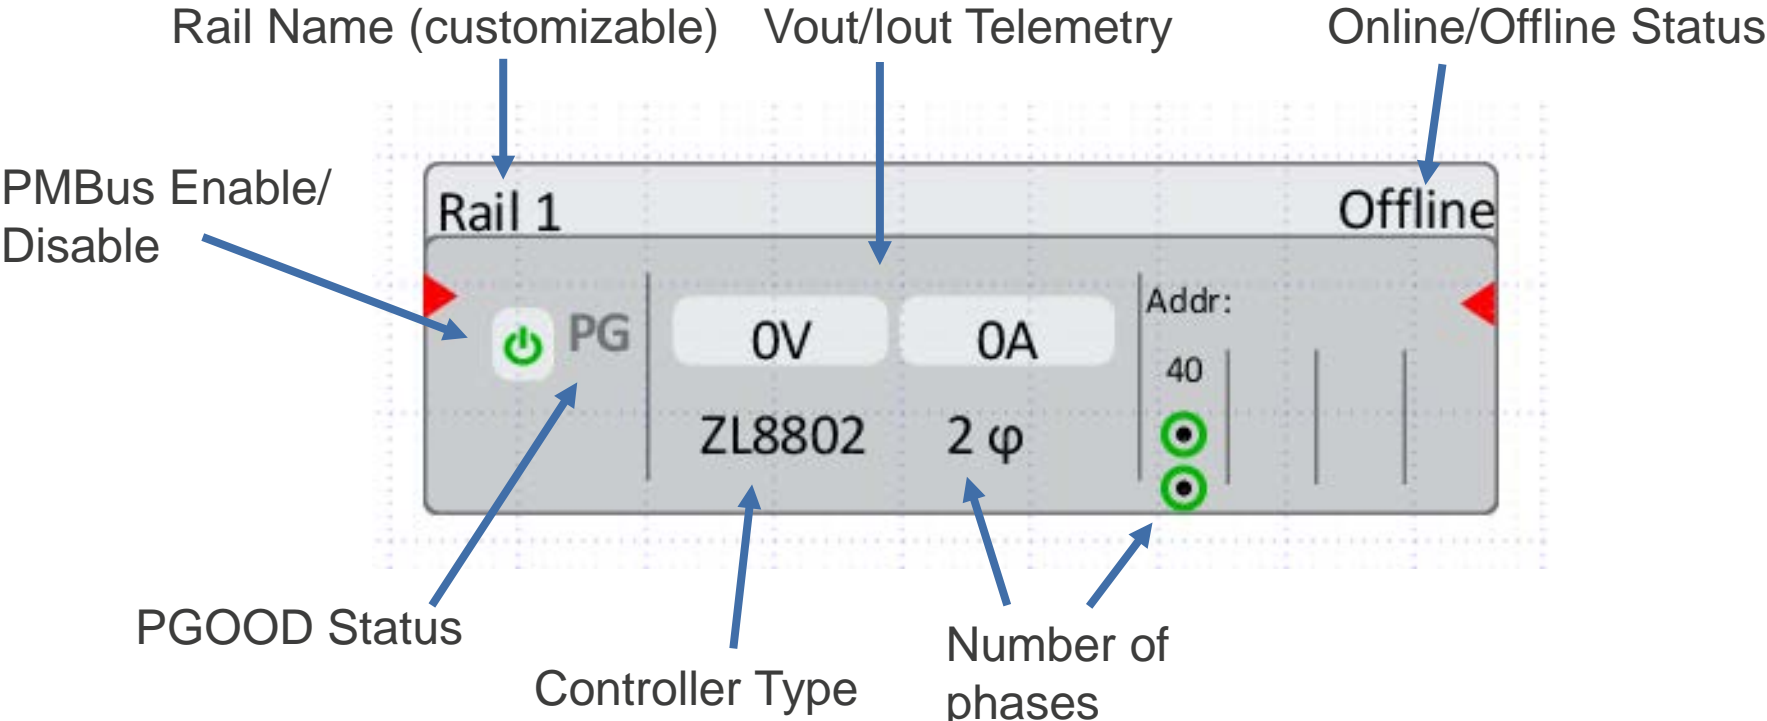 Rail Name (customizable)
Vout/Iout Telemetry
Online/Offline Status
PMBus Enable/
Disable
Rail 1
Offline
PG
0V
0A
Addr:
40
ZL8802
2 φ
PGOOD Status
Controller Type
Number of
phases